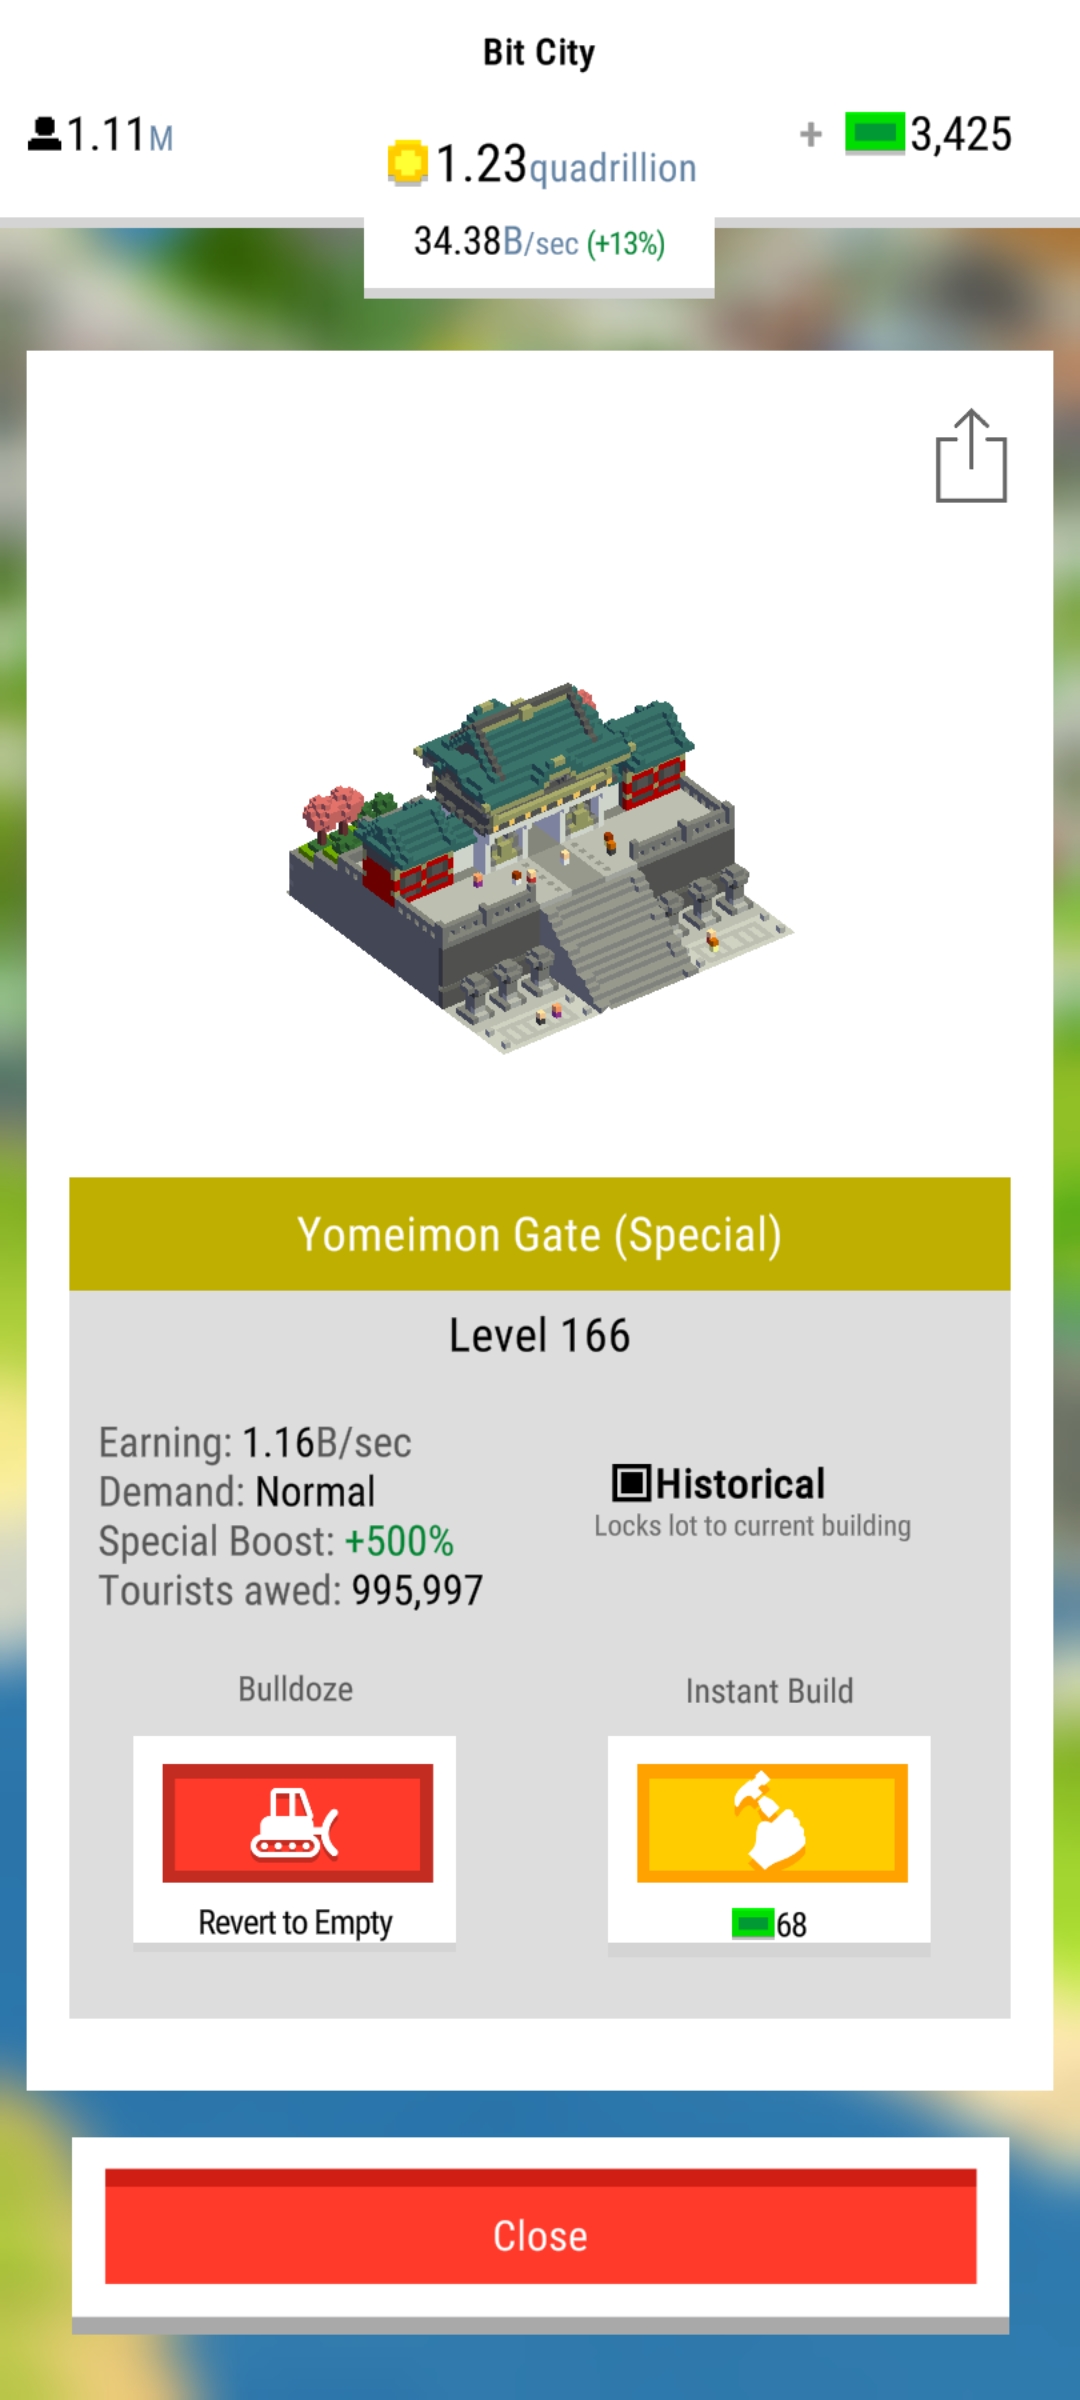 Bit City
1.11M
1.23quadrillion
+ 3,425
34.38B/sec (+13%)
Yomeimon Gate (Special)
Level 166
Earning: 1.16B/sec
Demand: Normal
Special Boost: +500%
Tourists awed: 995,997
Historical
Locks lot to current building
Bulldoze
Revert to Empty
Instant Build
68
Close